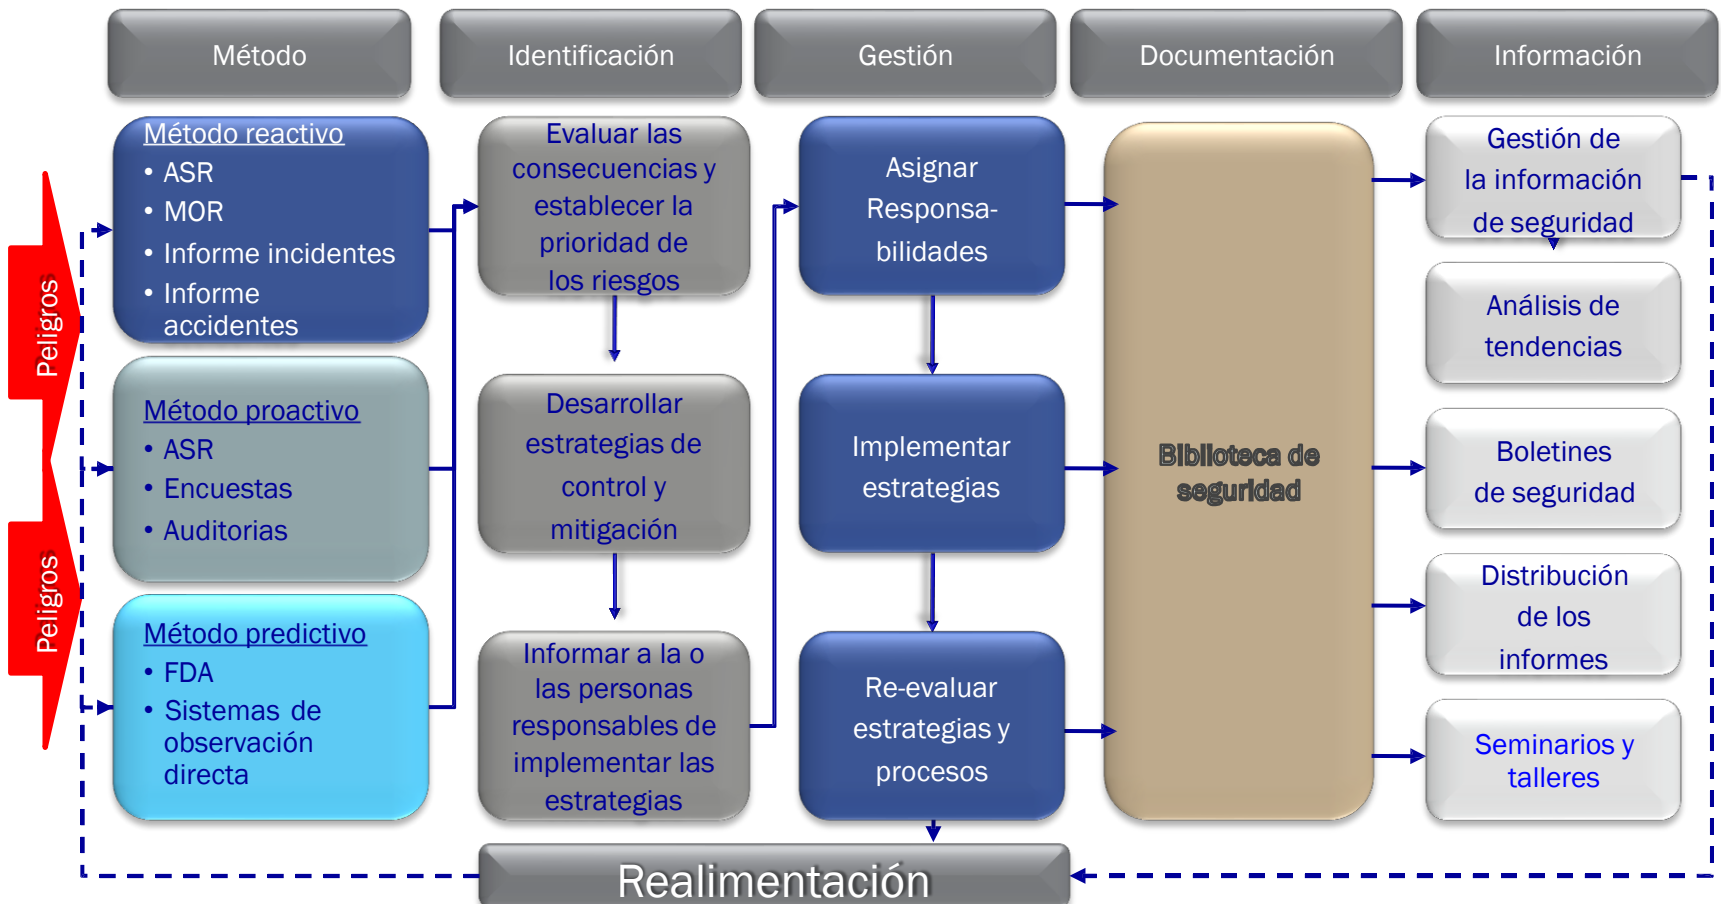 Método
Identificación
Gestión
Documentación
Información
Peligros
Peligros
Método reactivo
• ASR
• MOR
• Informe incidentes
• Informe
accidentes
Método proactivo
• ASR
• Encuestas
• Auditorias
Método predictivo
• FDA
• Sistemas de
observación
directa
Evaluar las
consecuencias y
establecer la
prioridad de
los riesgos
Desarrollar
estrategias de
control y
mitigación
Informar a la o
las personas
responsables de
implementar las
estrategias
Asignar
Responsa-
bilidades
Implementar
estrategias
Re-evaluar
estrategias y
procesos
Biblioteca de
seguridad
Gestión de
la información
de seguridad
Análisis de
tendencias
Boletines
de seguridad
Distribución
de los
informes
Seminarios y
talleres
Realimentación